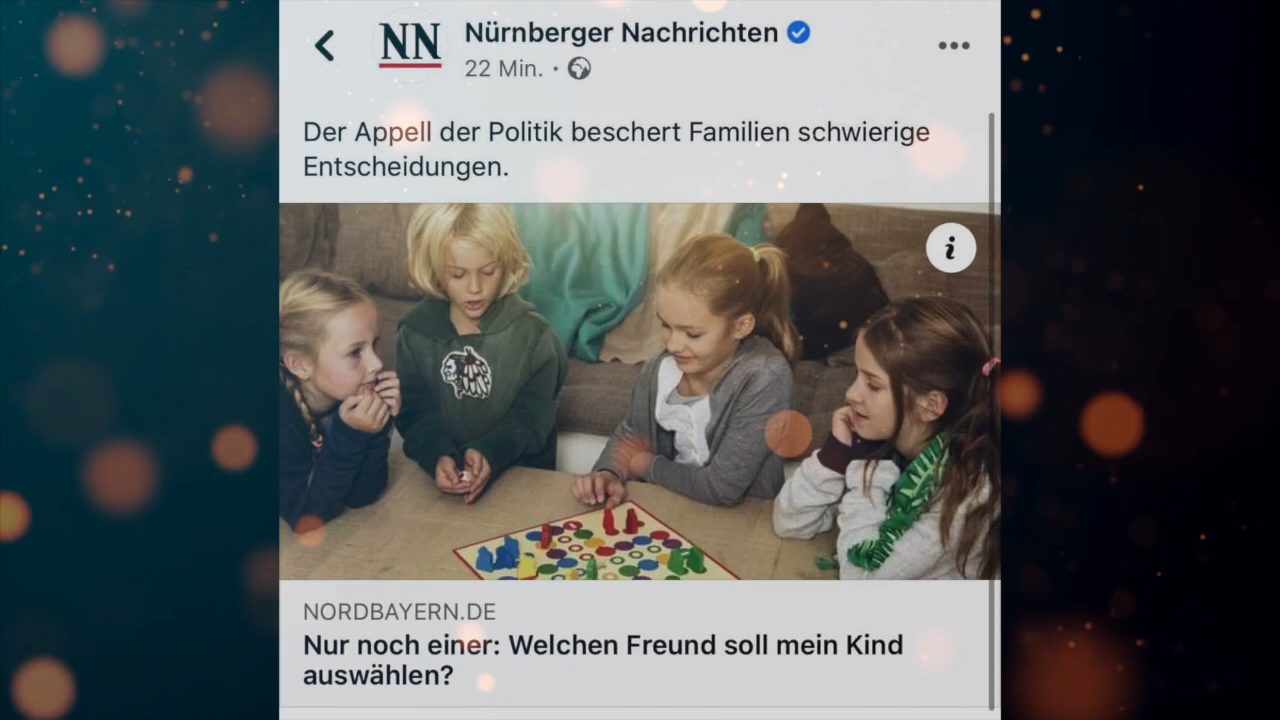 NN
Nürnberger Nachrichten
22 Min.
Der Appell der Politik beschert Familien schwierige
Entscheidungen.
i
NORDBAYERN.DE
Nur noch einer: Welchen Freund soll mein Kind
auswählen?